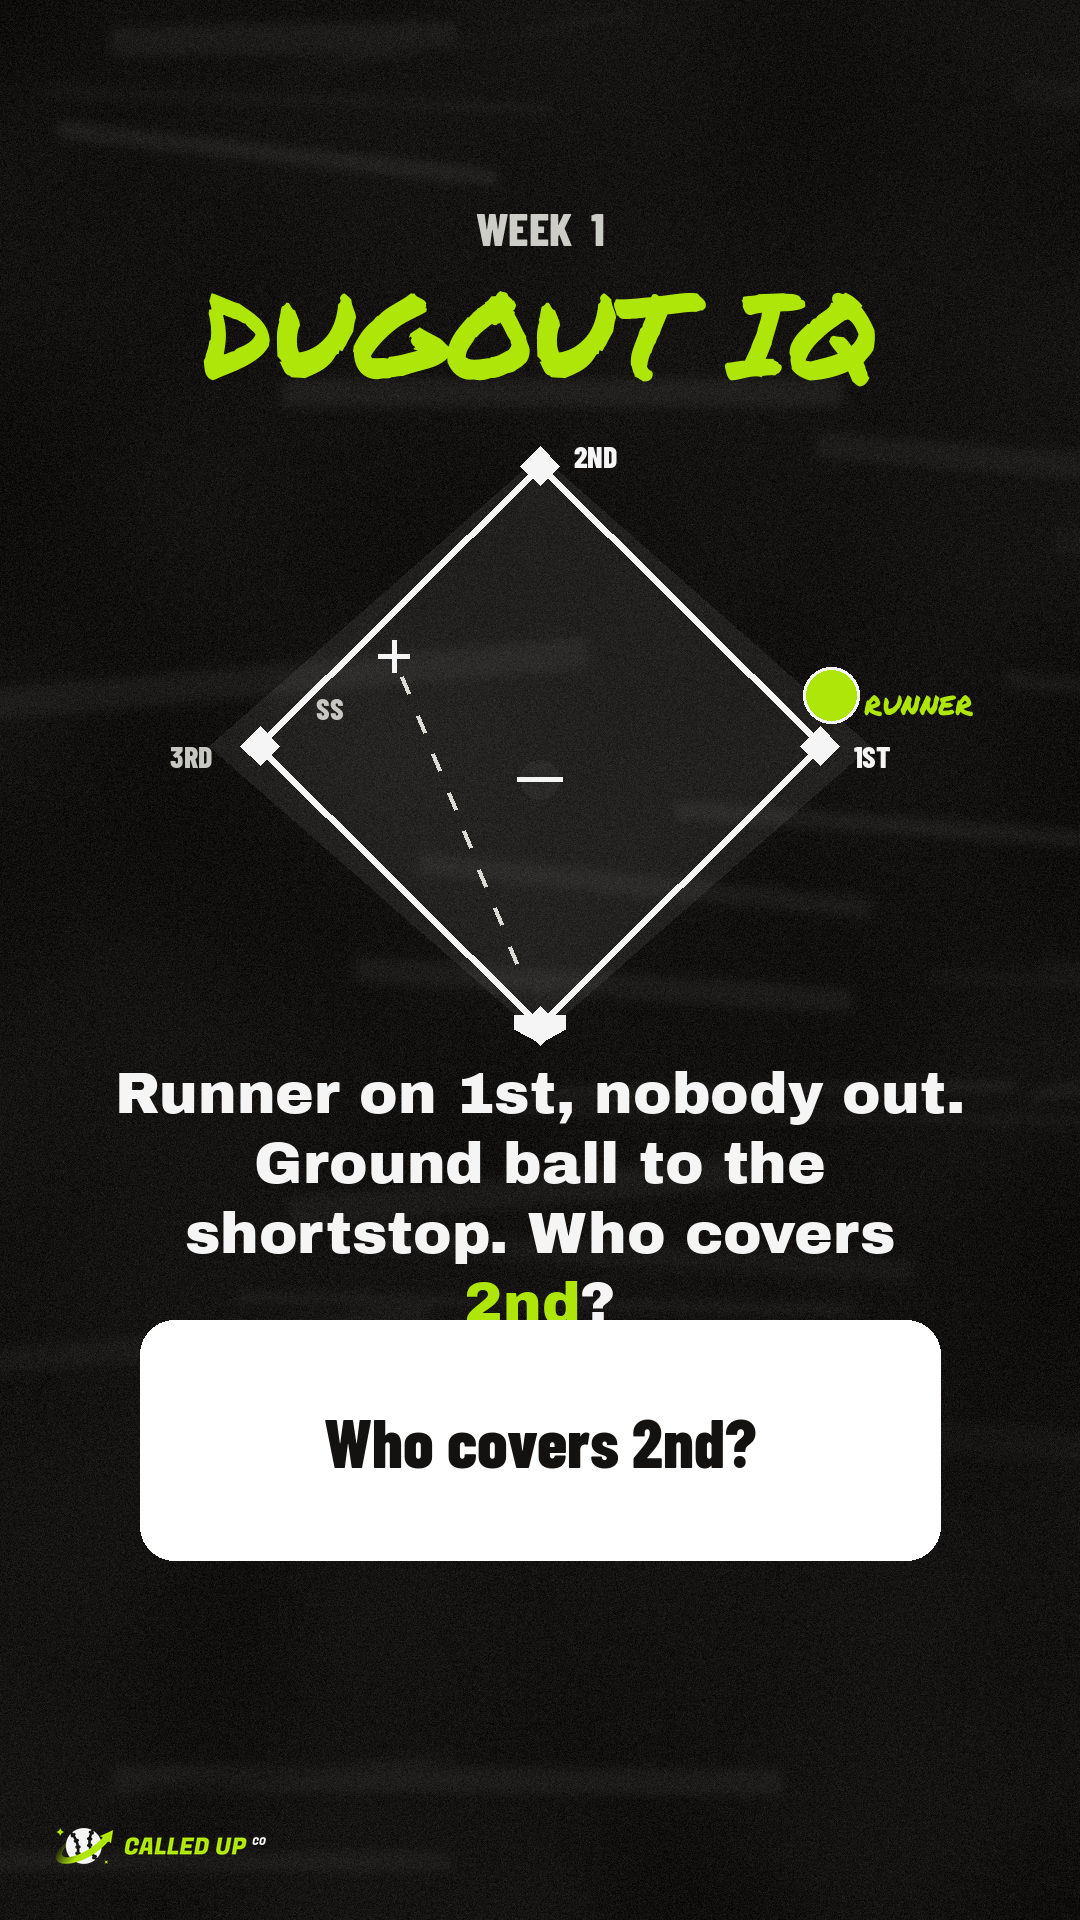 WEEK 1
DUGOUT IQ
2ND
RUNNER
SS
3RD
1ST
Runner on 1st, nobody out.
Ground ball to the
shortstop. Who covers
2nd?
Who covers 2nd?
CALLED UP CO